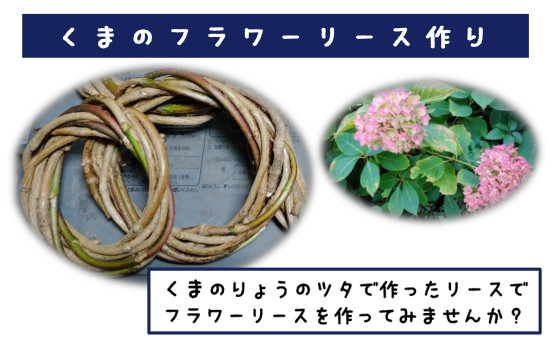 くまのフラワーリース作り
くまのりょうのツタで作ったリースで
フラワーリースを作ってみませんか？